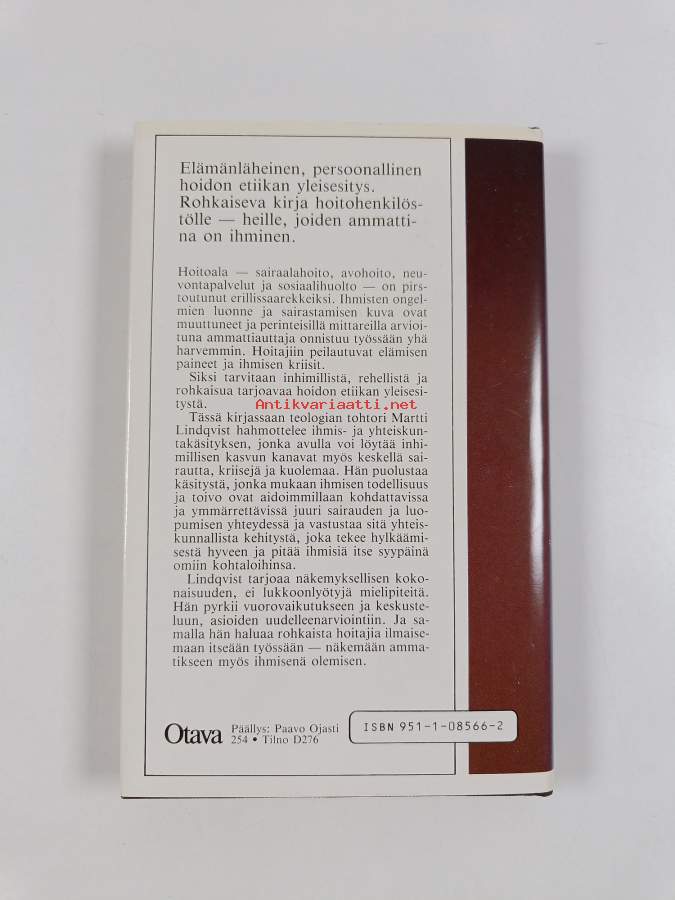 Elämänläheinen, persoonallinen
hoidon etiikan yleisesitys.
Rohkaiseva kirja hoitohenkilös-
tölle — heille, joiden ammatti-
na on ihminen.
Hoitoala — sairaalahoito, avohoito, neu-
vontapalvelut ja sosiaalihuolto — on pirs-
toutunut erillissaarekkeiksi. Ihmisten ongel-
mien luonne ja sairastamisen kuva ovat
muuttuneet ja perinteisillä mittareilla arvioi-
tuna ammattiauttaja onnistuu työssään yhä
harvemmin. Hoitajiin peilautuvat elämisen
paineet ja ihmisen kriisit.
Siksi tarvitaan inhimillistä, rehellistä ja
rohkaisua tarjoavaa hoidon etiikan yleisesi-
tystä.
Antikvariaatti.net
Tässä kirjassaan teologian tohtori Martti
Lindqvist hahmottelee ihmis- ja yhteiskun-
takäsityksen, jonka avulla voi löytää inhi-
millisen kasvun kanavat myös keskellä sai-
rautta, kriisejä ja kuolemaa. Hän puolustaa
käsitystä, jonka mukaan ihmisen todellisuus
ja toivo ovat aidoimmillaan kohdattavissa
ja ymmärrettävissä juuri sairauden ja luo-
pumisen yhteydessä ja vastustaa sitä yhteis-
kunnallista kehitystä, joka tekee hylkäämi-
sestä hyveen ja pitää ihmisiä itse syypäinä
omiin kohtaloihinsa.
Lindqvist tarjoaa näkemyksellisen koko-
naisuuden, ei lukkoonlyötyjä mielipiteitä.
Hän pyrkii vuorovaikutukseen ja keskuste-
luun, asioiden uudelleenarviointiin. Ja sa-
malla hän haluaa rohkaista hoitajia ilmaise-
maan itseään työssään — näkemään amma-
tikseen myös ihmisenä olemisen.
Otava
Päällys: Paavo Ojasti
254 • Tilno D276
ISBN 951-1-08566-2